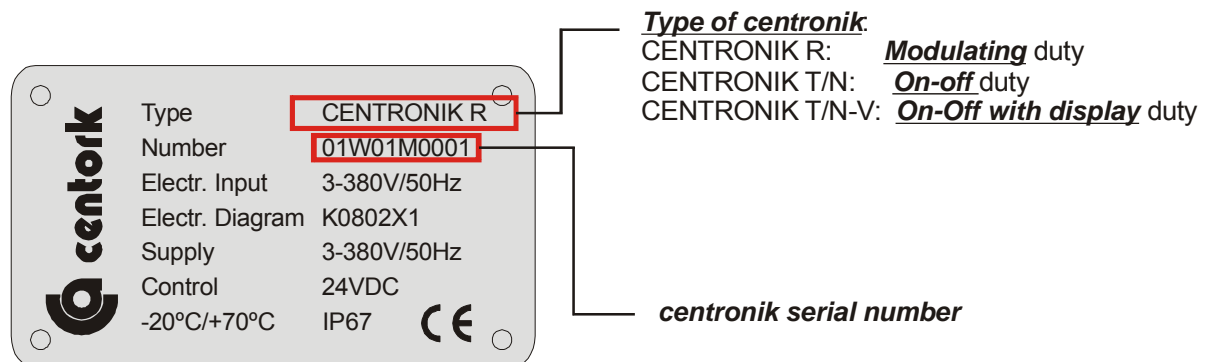 Type of centronik:
CENTRONIK R: Modulating duty
CENTRONIK T/N: On-off duty
CENTRONIK T/N-V: On-Off with display duty
centork
Type CENTRONIK R
Number 01W01M0001
Electr. Input 3-380V/50Hz
Electr. Diagram K0802X1
Supply 3-380V/50Hz
Control 24VDC
-20ºC/+70ºC IP67 CE
centronik serial number